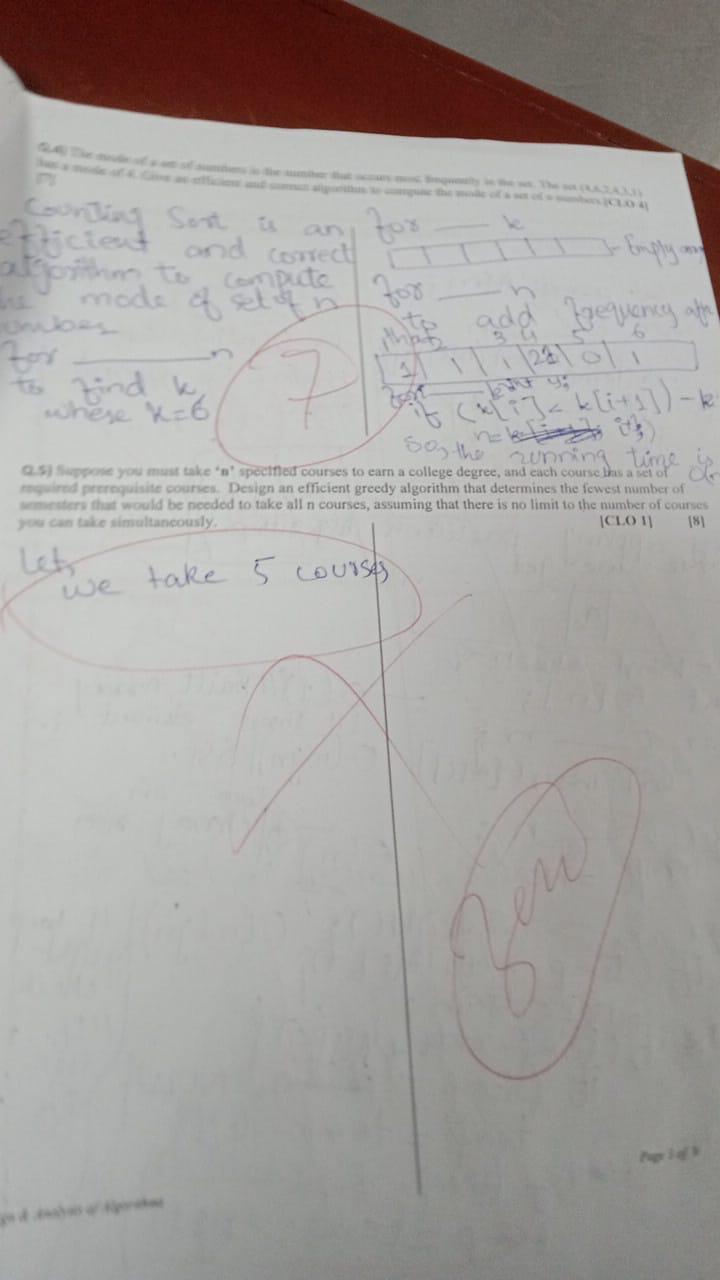 Q.4) The mode of a set of numbers is the number that occurs most frequently in the set. The set (4,6,2,4,3,1)
has a mode of 4. Give an efficient and correct algorithm to compute the mode of a set of n numbers. [CLO 4]
[7]
Counting Sort is an
efficient and correct
algorithm to compute
the mode of set of n
number
for n
to find k
where k=6
for k
Empty
for n
to add frequency
that
3 4 5 6
1 1 1 2 0 1
if (k[i] < k[i+1])
So, the running time is
7
Q.5) Suppose you must take 'n' specified courses to earn a college degree, and each course has a set of
required prerequisite courses. Design an efficient greedy algorithm that determines the fewest number of
semesters that would be needed to take all n courses, assuming that there is no limit to the number of courses
you can take simultaneously. [CLO 1] [8]
Let,
we take 5 courses
Zero
Page 3 of
& Analysis of Algorithms